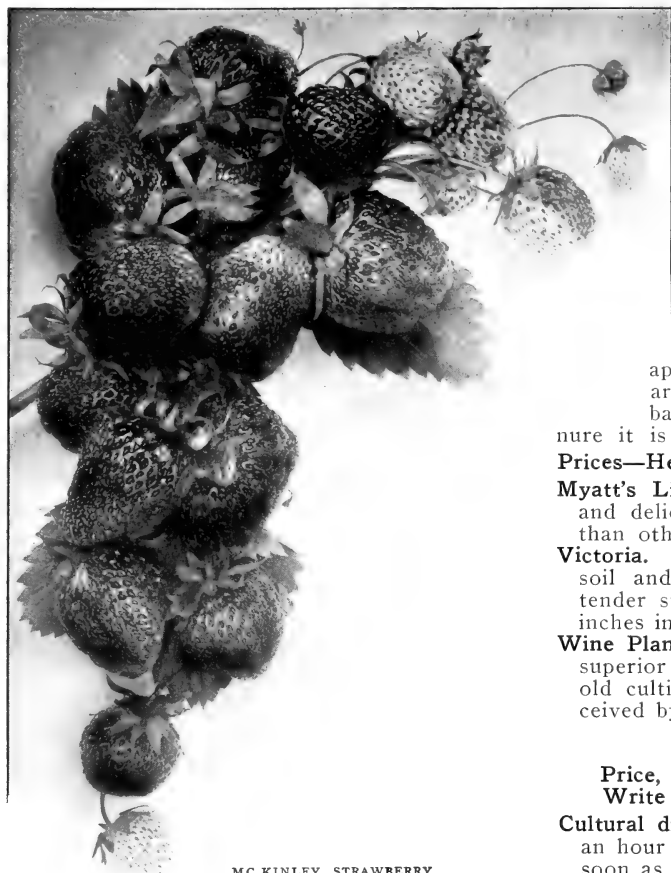 ap
ar
ba
nure it is
Prices—He
Myatt's Li
and delic
than oth
Victoria.
soil and
tender s
inches in
Wine Plan
superior
old culti
ceived by
Price,
Write
Cultural d
an hour
soon as
MC KINLEY STRAWBERRY